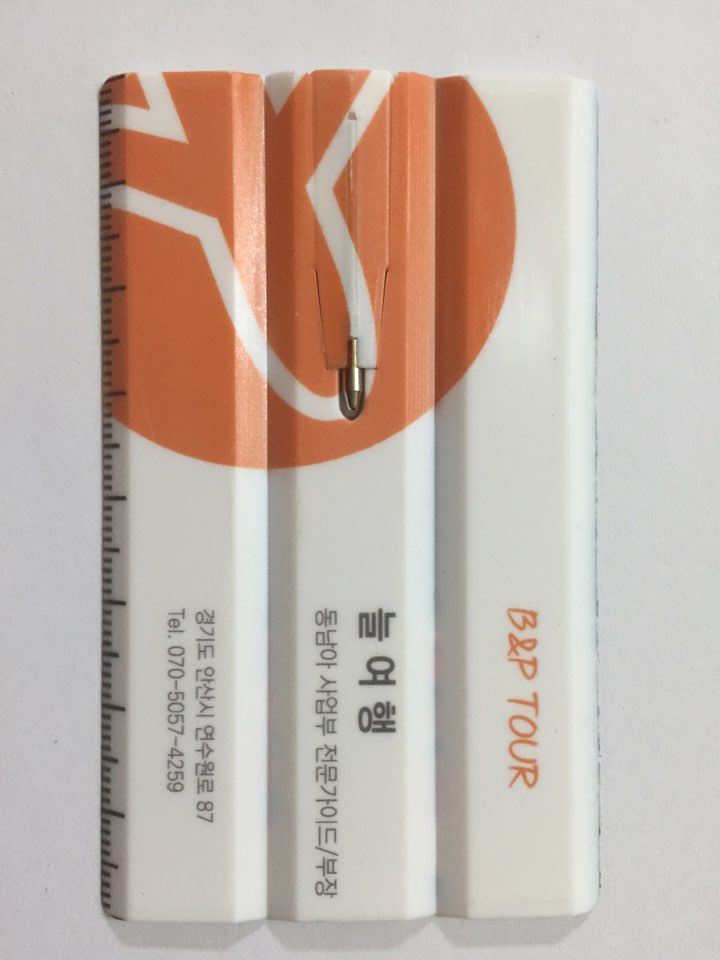 B&P TOUR
늘여행
동남아 사업부 전문가이드/부장
경기도 안산시 연수원로 87
Tel. 070-5057-4259